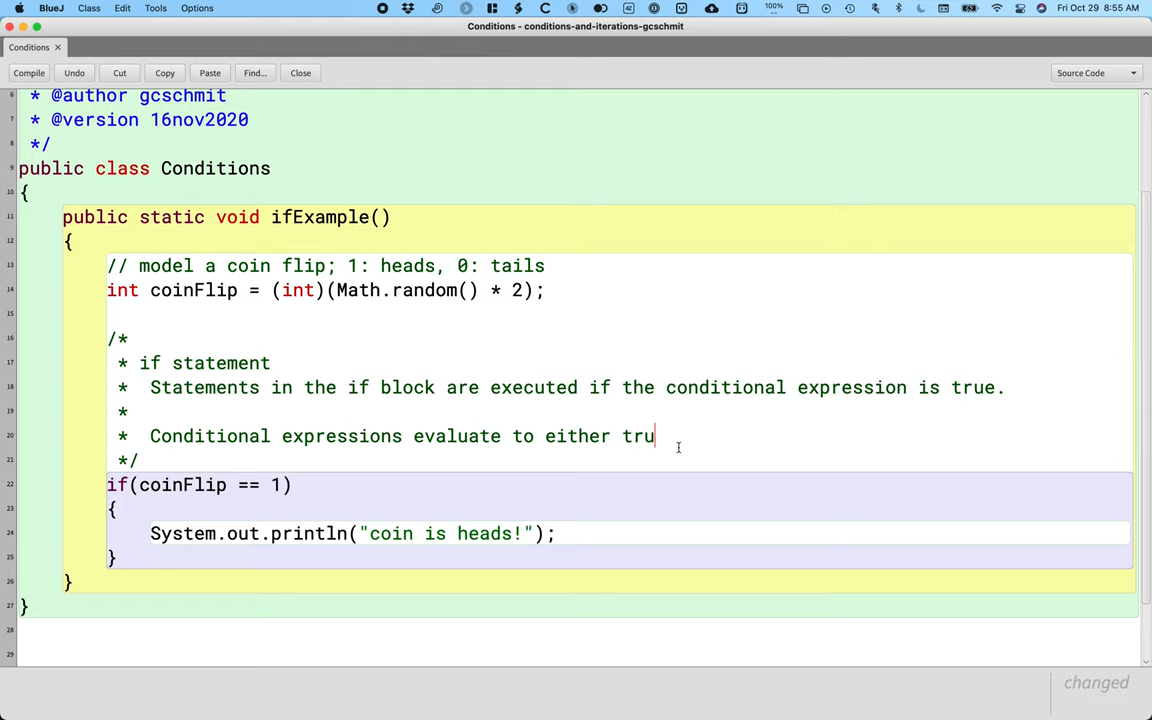 BlueJ Class Edit Tools Options 100% Fri Oct 29 8:55 AM
Conditions - conditions-and-iterations-gcschmit
Conditions ×
Compile Undo Cut Copy Paste Find... Close Source Code
6 * @author gcschmit
7 * @version 16nov2020
8 */
9 public class Conditions
10 {
11 public static void ifExample()
12 {
13 // model a coin flip; 1: heads, 0: tails
14 int coinFlip = (int)(Math.random() * 2);
15
16 /*
17 * if statement
18 * Statements in the if block are executed if the conditional expression is true.
19 *
20 * Conditional expressions evaluate to either tru
21 */
22 if(coinFlip == 1)
23 {
24 System.out.println("coin is heads!");
25 }
26 }
27 }
28
29
changed